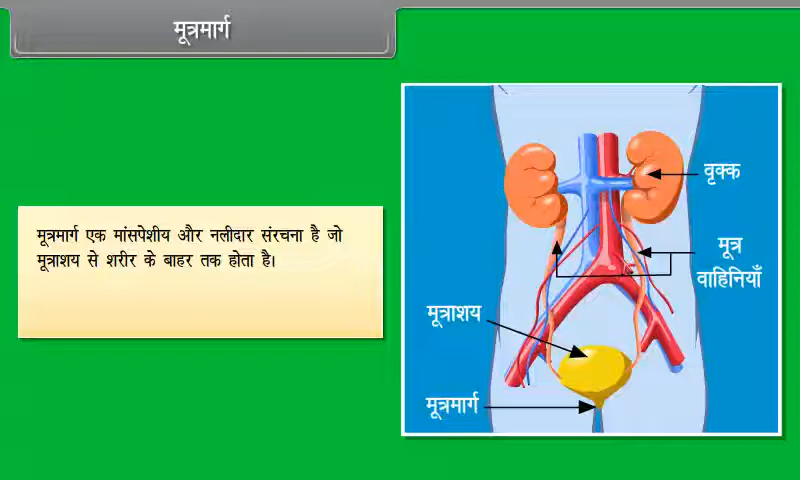 मूत्रमार्ग
मूत्रमार्ग एक मांसपेशीय और नलीदार संरचना है जो
मूत्राशय से शरीर के बाहर तक होता है।
वृक्क
मूत्र
वाहिनियाँ
मूत्राशय
मूत्रमार्ग